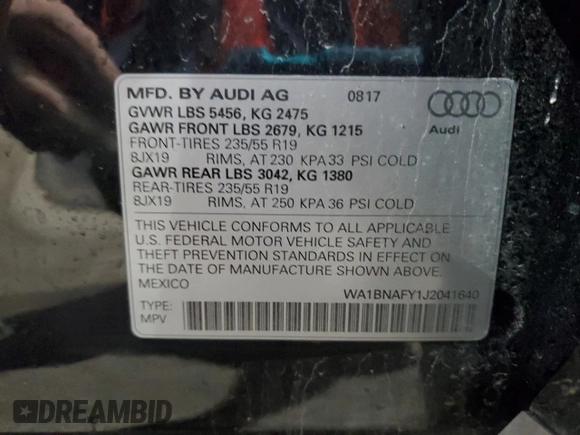 MFD. BY AUDI AG 0817
GVWR LBS 5456, KG 2475
GAWR FRONT LBS 2679, KG 1215
FRONT-TIRES 235/55 R19
8JX19 RIMS, AT 230 KPA 33 PSI COLD
GAWR REAR LBS 3042, KG 1380
REAR-TIRES 235/55 R19
8JX19 RIMS, AT 250 KPA 36 PSI COLD
Audi
THIS VEHICLE CONFORMS TO ALL APPLICABLE
U.S. FEDERAL MOTOR VEHICLE SAFETY AND
THEFT PREVENTION STANDARDS IN EFFECT ON
THE DATE OF MANUFACTURE SHOWN ABOVE.
MEXICO WA1BNAFY1J2041640
TYPE:
MPV
DREAMBID